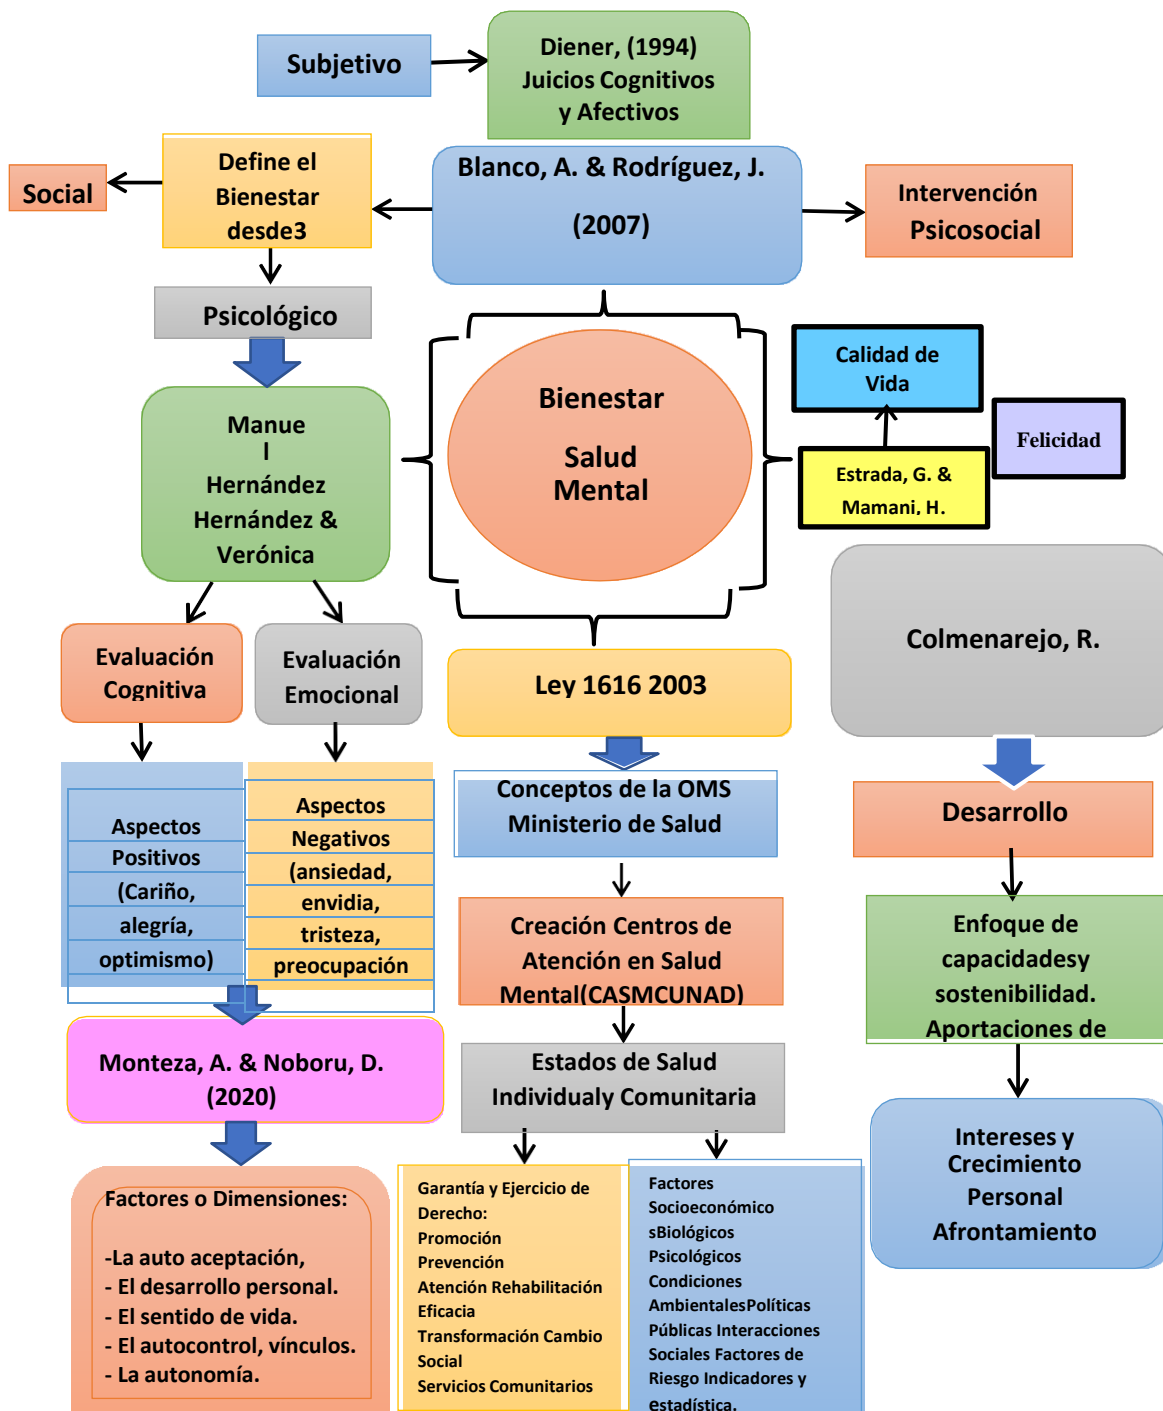 Subjetivo
Diener, (1994)
Juicios Cognitivos
y Afectivos
Social
Define el
Bienestar
desde3
Blanco, A. & Rodríguez, J.
(2007)
Intervención
Psicosocial
Psicológico
Bienestar
Salud
Mental
Calidad de
Vida
Felicidad
Estrada, G. &
Mamani, H.
Manue
l
Hernández
Hernández &
Verónica
Evaluación
Cognitiva
Evaluación
Emocional
Ley 1616 2003
Colmenarejo, R.
Aspectos
Positivos
(Cariño,
alegría,
optimismo)
Aspectos
Negativos
(ansiedad,
envidia,
tristeza,
preocupación
Conceptos de la OMS
Ministerio de Salud
Desarrollo
Creación Centros de
Atención en Salud
Mental(CASMCUNAD)
Enfoque de
capacidadesy
sostenibilidad.
Aportaciones de
Monteza, A. & Noboru, D.
(2020)
Estados de Salud
Individualy Comunitaria
Intereses y
Crecimiento
Personal
Afrontamiento
Factores o Dimensiones:
-La auto aceptación,
- El desarrollo personal.
- El sentido de vida.
- El autocontrol, vínculos.
- La autonomía.
Garantía y Ejercicio de
Derecho:
Promoción
Prevención
Atención Rehabilitación
Eficacia
Transformación Cambio
Social
Servicios Comunitarios
Factores
Socioeconómico
sBiológicos
Psicológicos
Condiciones
AmbientalesPolíticas
Públicas Interacciones
Sociales Factores de
Riesgo Indicadores y
estadística.